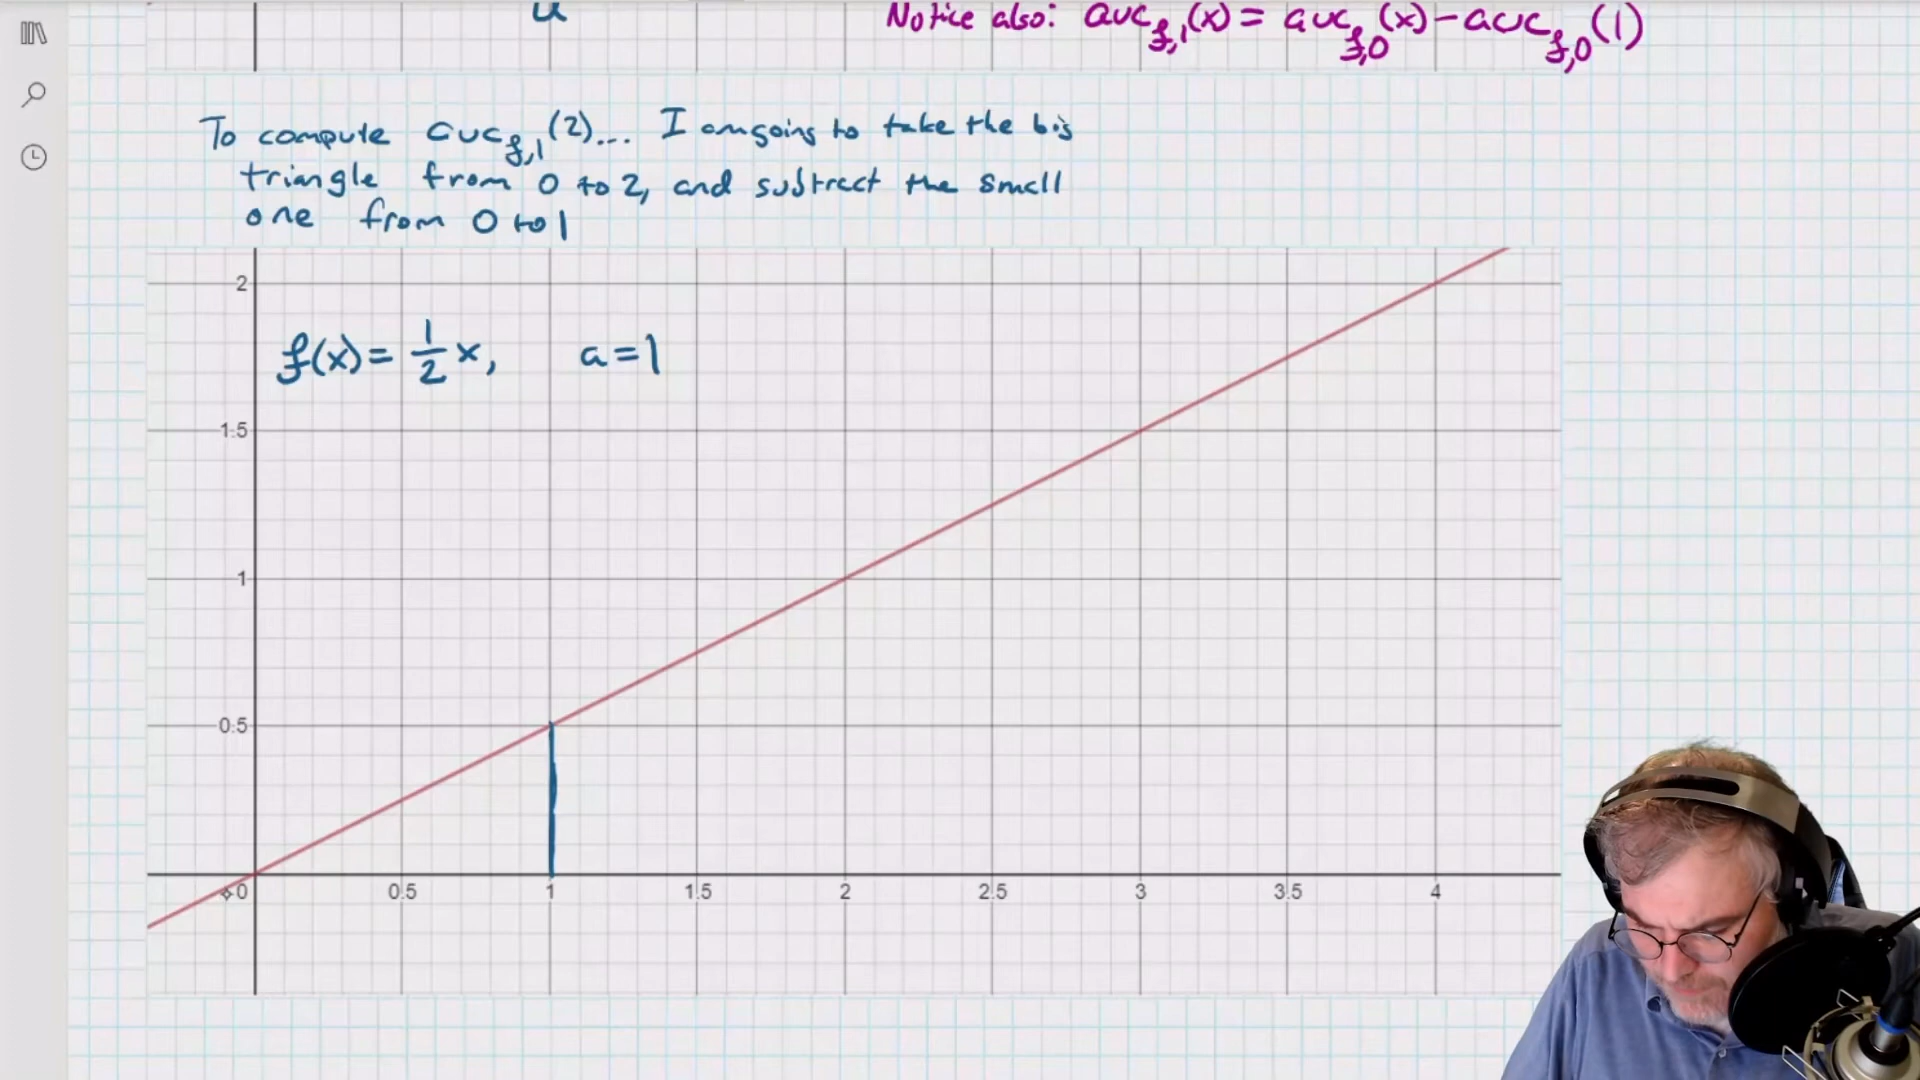 Notice also: auc_{f,1}(x) = auc_{f,0}(x) - auc_{f,0}(1)
To compute auc_{f,1}(2)... I am going to take the big
triangle from 0 to 2, and subtract the small
one from 0 to 1
2
f(x) = 1/2 x, a = 1
1.5
1
0.5
0 0.5 1 1.5 2 2.5 3 3.5 4